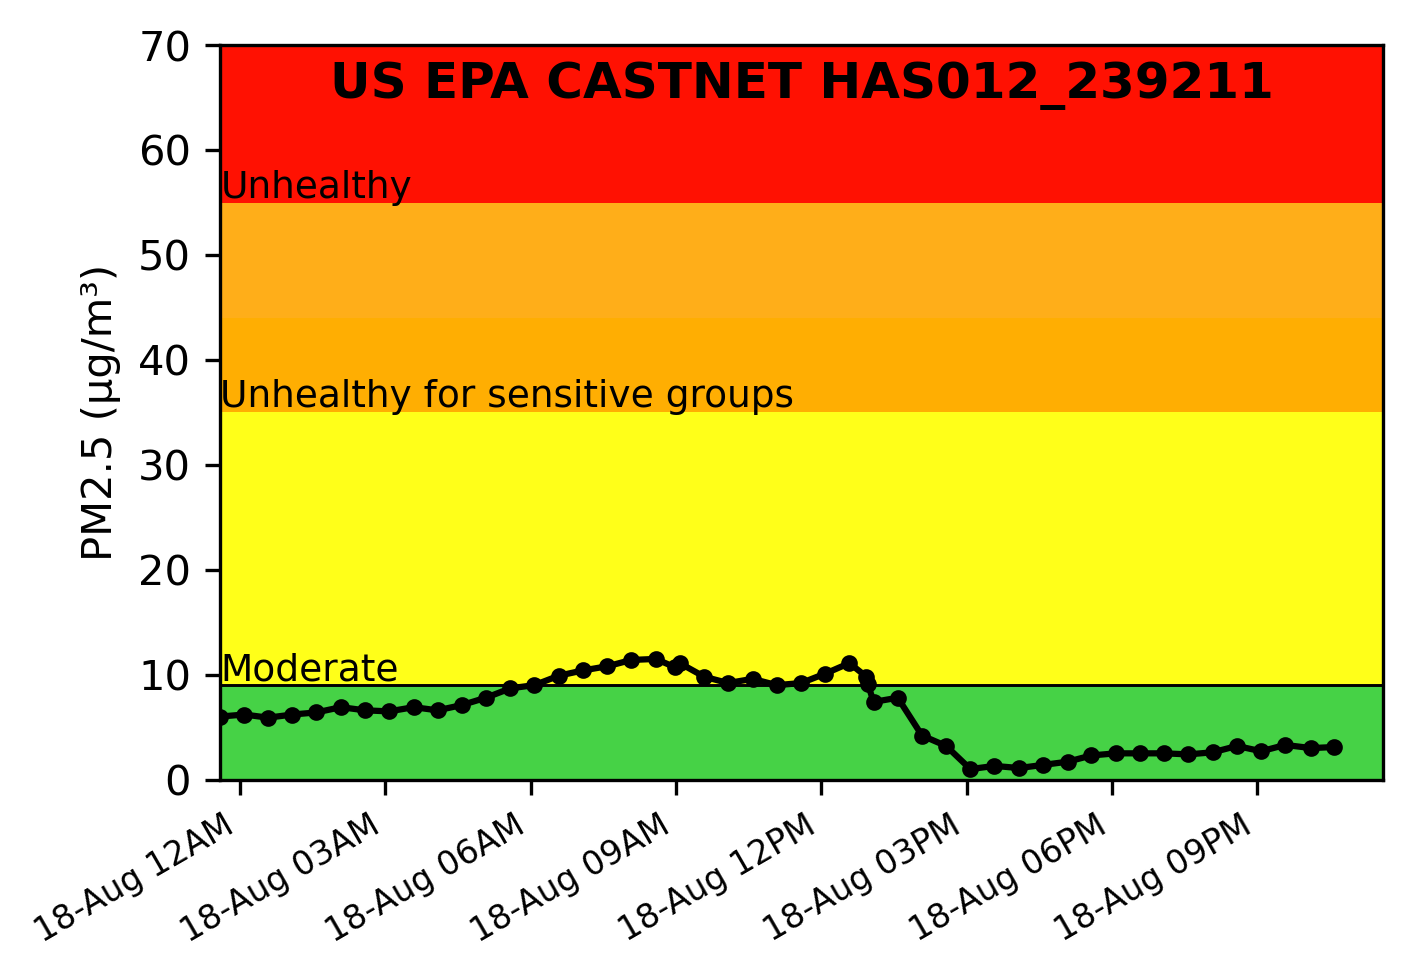 US EPA CASTNET HAS012_239211
70
60
50
40
30
20
10
0
PM2.5 (µg/m³)
Unhealthy
Unhealthy for sensitive groups
Moderate
18-Aug 12AM
18-Aug 03AM
18-Aug 06AM
18-Aug 09AM
18-Aug 12PM
18-Aug 03PM
18-Aug 06PM
18-Aug 09PM